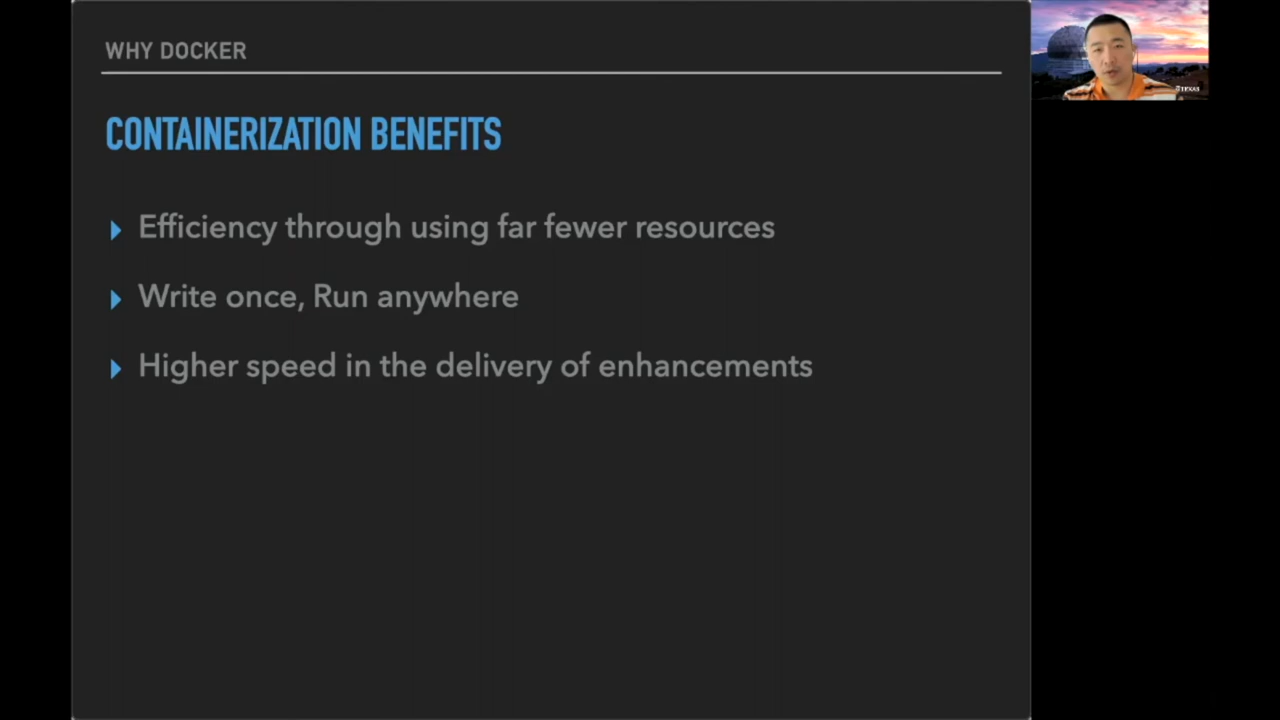 WHY DOCKER
CONTAINERIZATION BENEFITS
Efficiency through using far fewer resources
Write once, Run anywhere
Higher speed in the delivery of enhancements
TEXAS